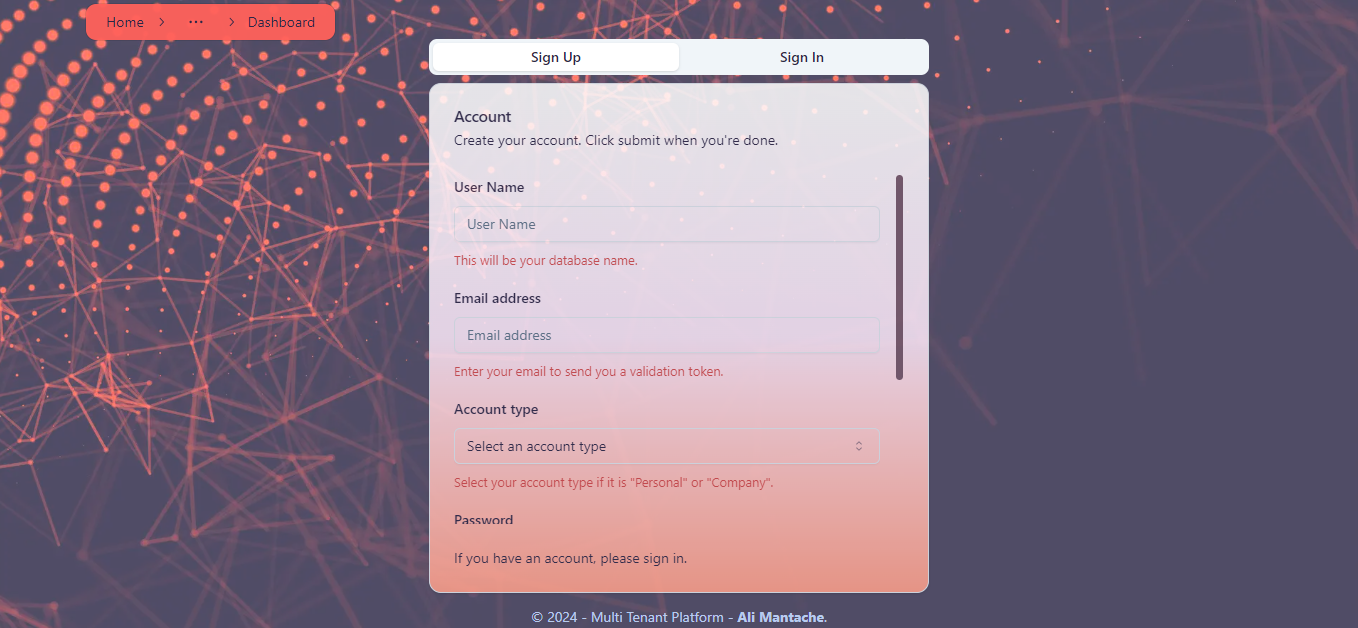 Home > ··· > Dashboard
Sign Up Sign In
Account
Create your account. Click submit when you're done.
User Name
User Name
This will be your database name.
Email address
Email address
Enter your email to send you a validation token.
Account type
Select an account type
Select your account type if it is "Personal" or "Company".
Password
If you have an account, please sign in.
© 2024 - Multi Tenant Platform - Ali Mantache.